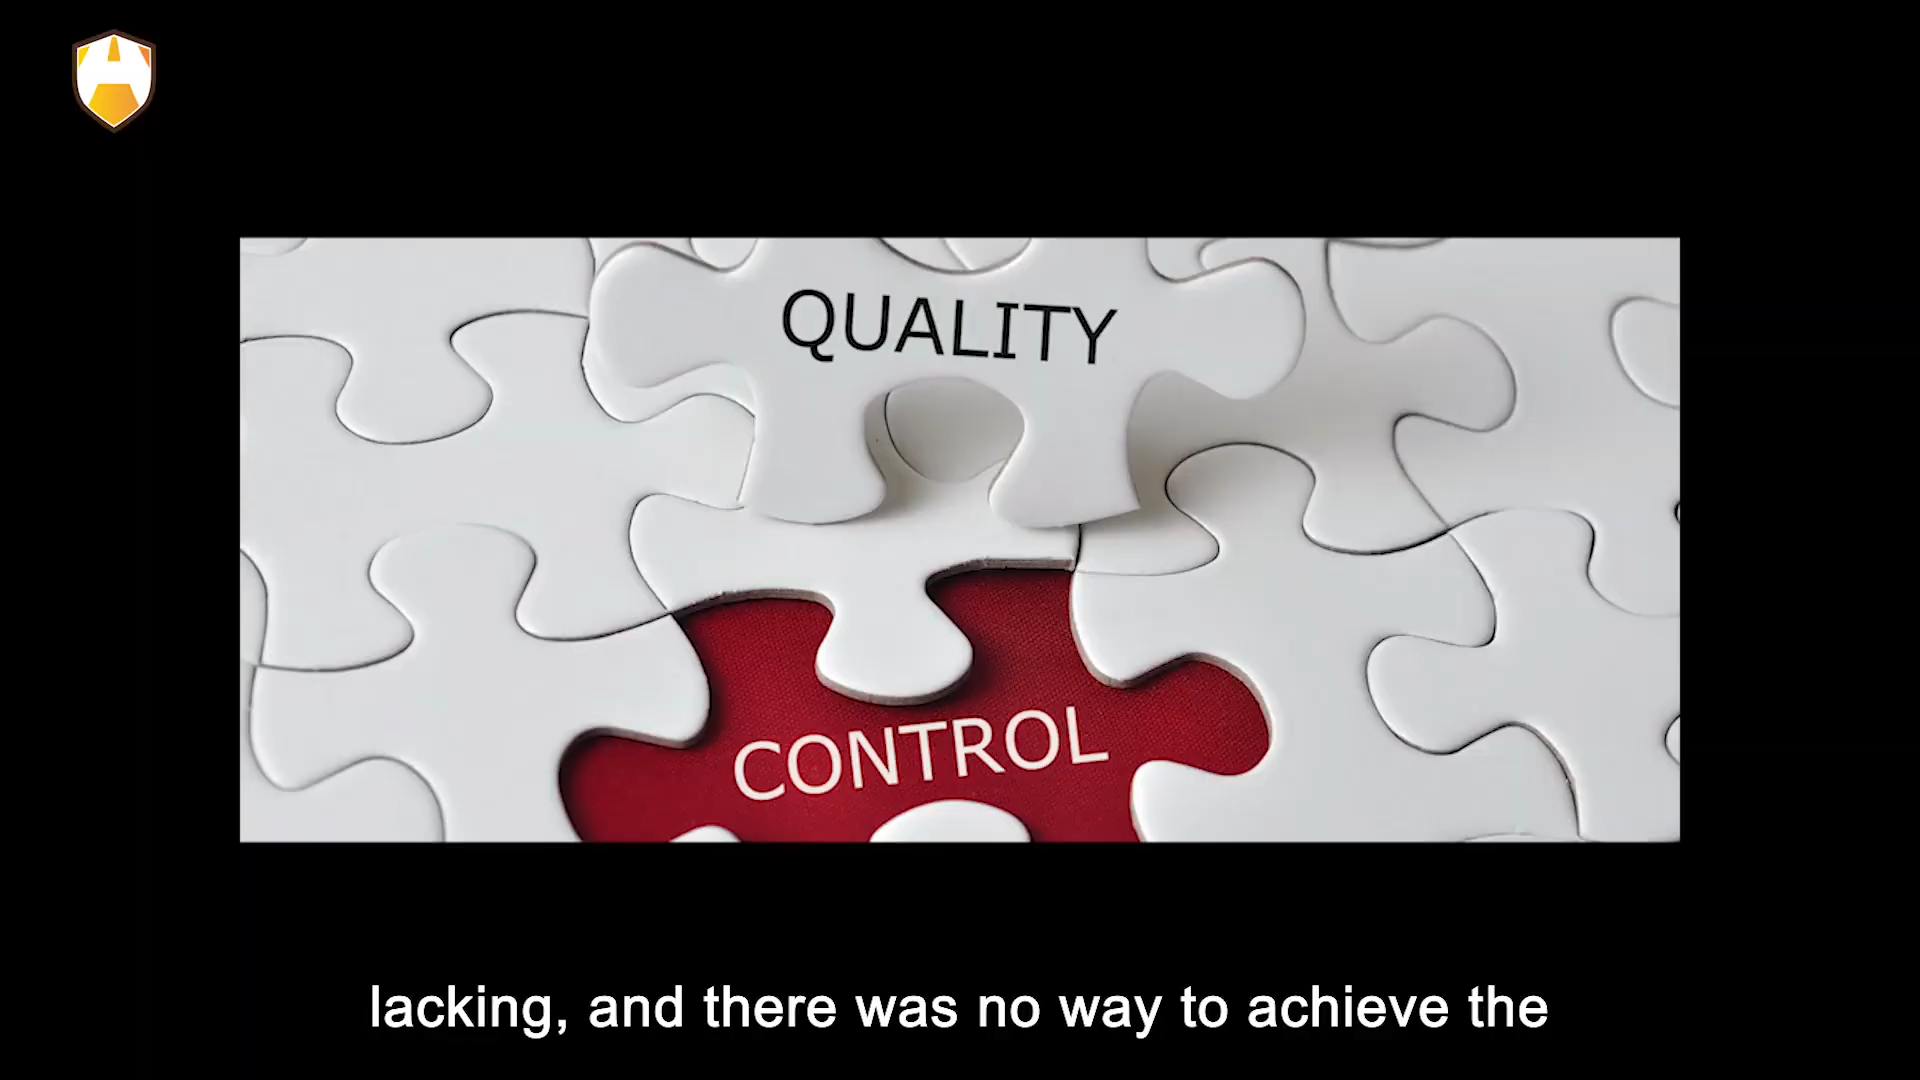 QUALITY
CONTROL
lacking, and there was no way to achieve the